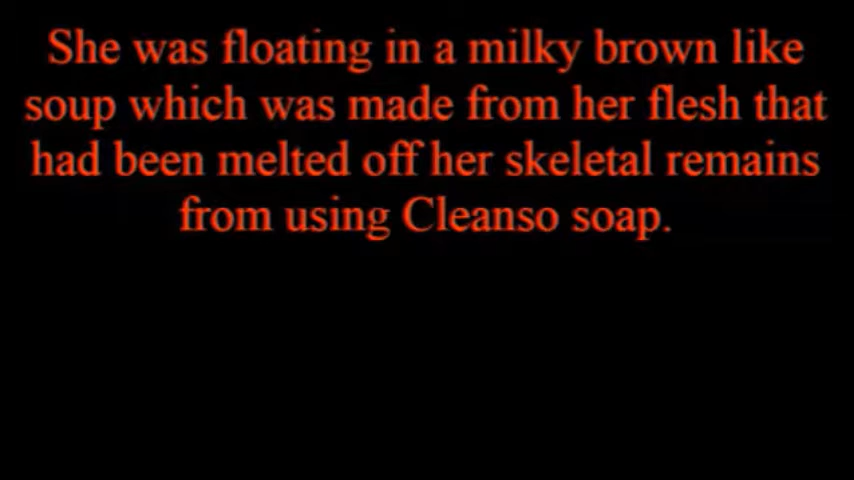 She was floating in a milky brown like
soup which was made from her flesh that
had been melted off her skeletal remains
from using Cleanso soap.